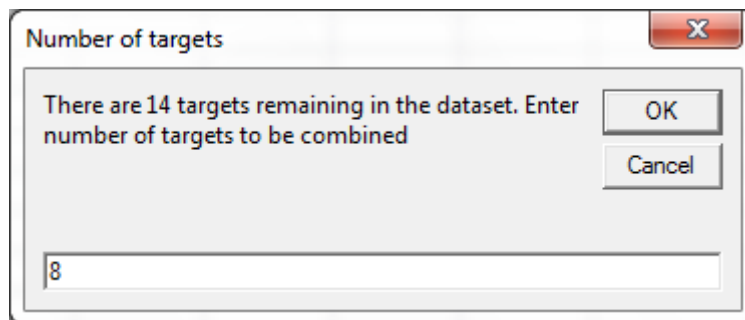 Number of targets
There are 14 targets remaining in the dataset. Enter
number of targets to be combined
OK
Cancel
8